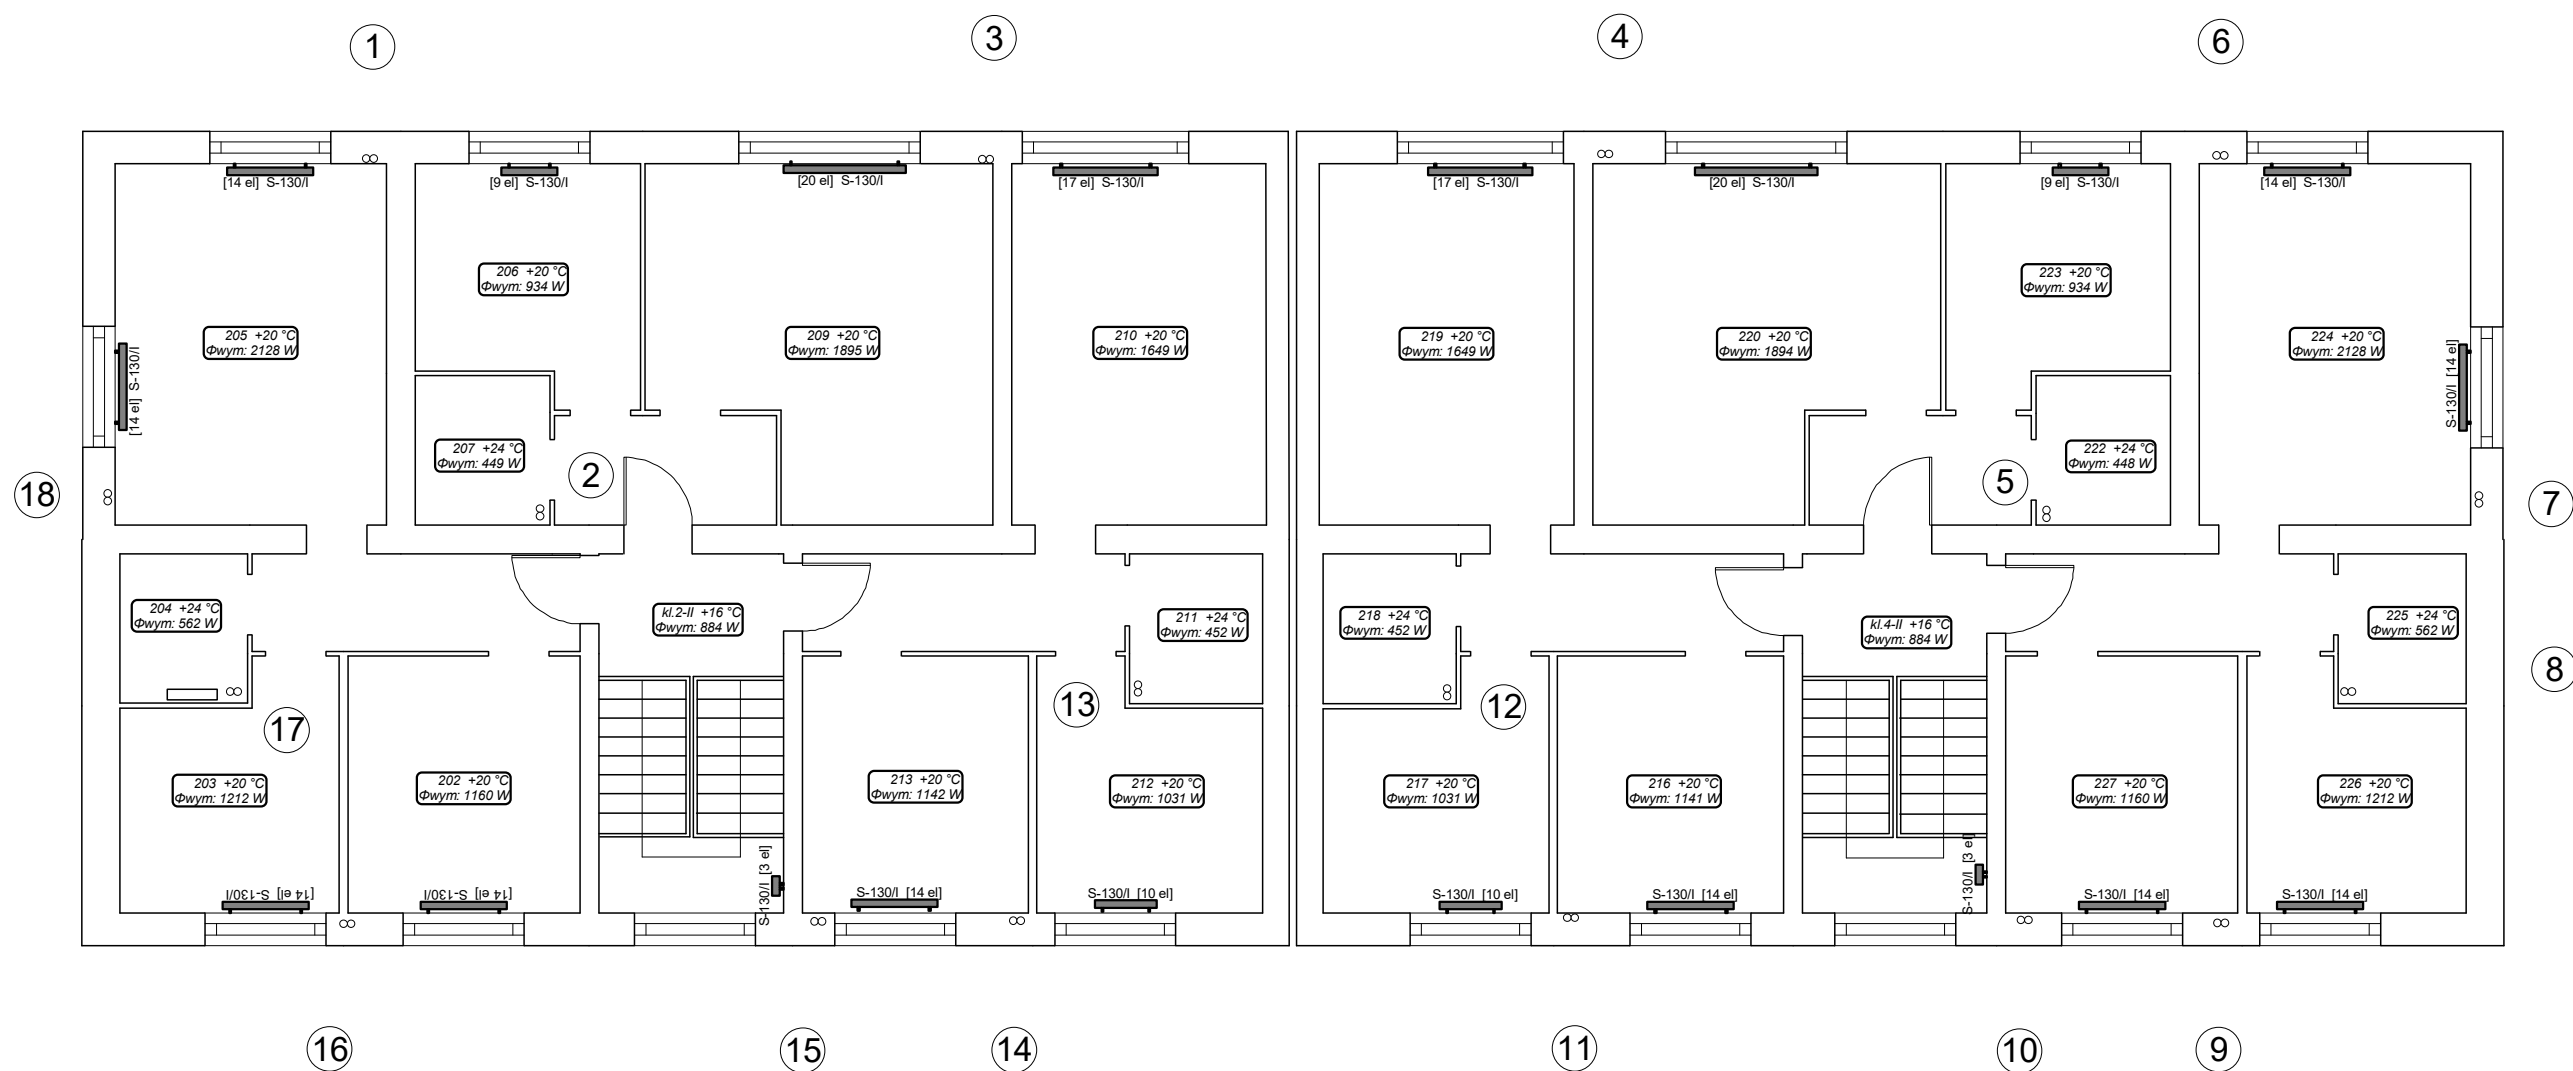 1
3
4
6
[14 el] S-130/I
[9 el] S-130/I
[20 el] S-130/I
[17 el] S-130/I
[17 el] S-130/I
[20 el] S-130/I
[9 el] S-130/I
[14 el] S-130/I
206 +20 °C
Φwym: 934 W
223 +20 °C
Φwym: 934 W
205 +20 °C
Φwym: 2128 W
209 +20 °C
Φwym: 1895 W
210 +20 °C
Φwym: 1649 W
219 +20 °C
Φwym: 1649 W
220 +20 °C
Φwym: 1894 W
224 +20 °C
Φwym: 2128 W
[14 el] S-130/I
S-130/I [14 el]
207 +24 °C
Φwym: 449 W
222 +24 °C
Φwym: 448 W
18
2
5
7
204 +24 °C
Φwym: 562 W
kl.2-II +16 °C
Φwym: 884 W
211 +24 °C
Φwym: 452 W
218 +24 °C
Φwym: 452 W
kl.4-II +16 °C
Φwym: 884 W
225 +24 °C
Φwym: 562 W
8
17
13
12
203 +20 °C
Φwym: 1212 W
202 +20 °C
Φwym: 1160 W
213 +20 °C
Φwym: 1142 W
212 +20 °C
Φwym: 1031 W
217 +20 °C
Φwym: 1031 W
216 +20 °C
Φwym: 1141 W
227 +20 °C
Φwym: 1160 W
226 +20 °C
Φwym: 1212 W
[14 el] S-130/I
[14 el] S-130/I
S-130/I [3 el]
S-130/I [14 el]
S-130/I [10 el]
S-130/I [10 el]
S-130/I [14 el]
S-130/I [3 el]
S-130/I [14 el]
S-130/I [14 el]
16
15
14
11
10
9